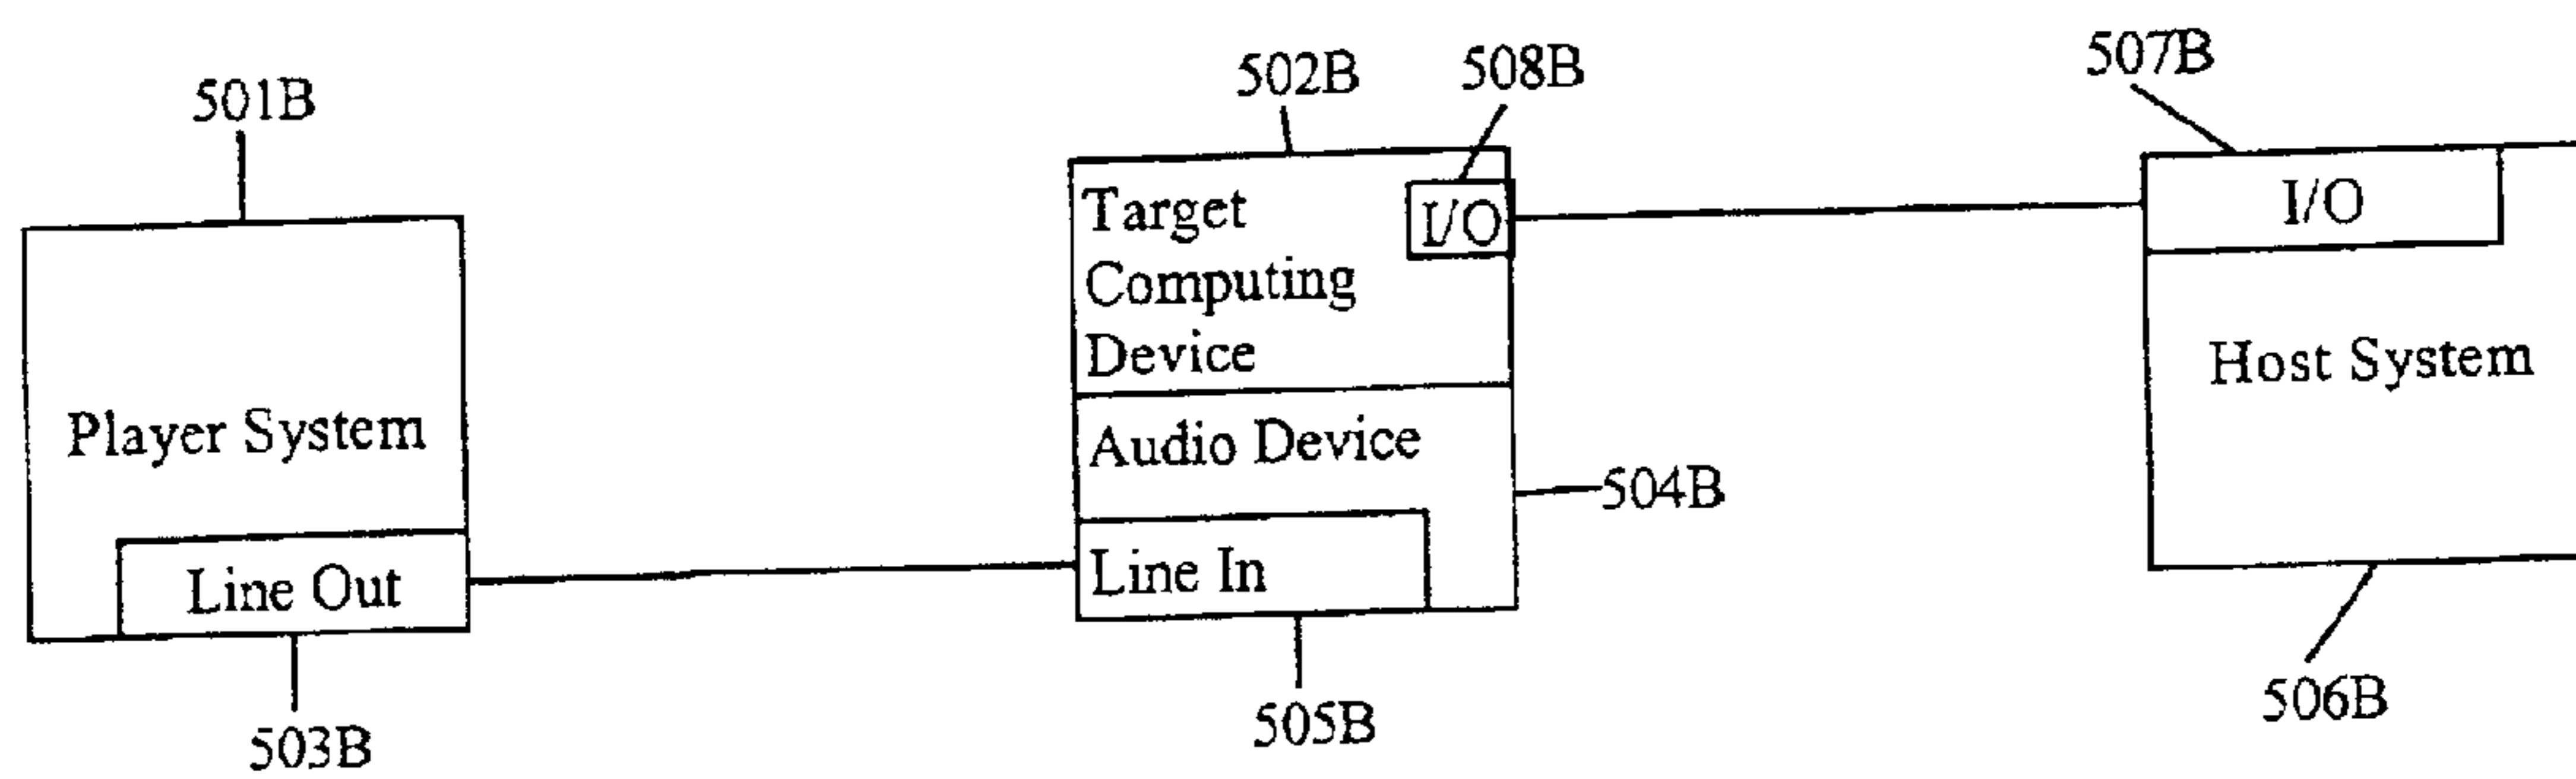 501B
502B
508B
507B
Target
Computing
Device
I/O
I/O
Host System
Player System
Audio Device
504B
Line Out
Line In
503B
505B
506B